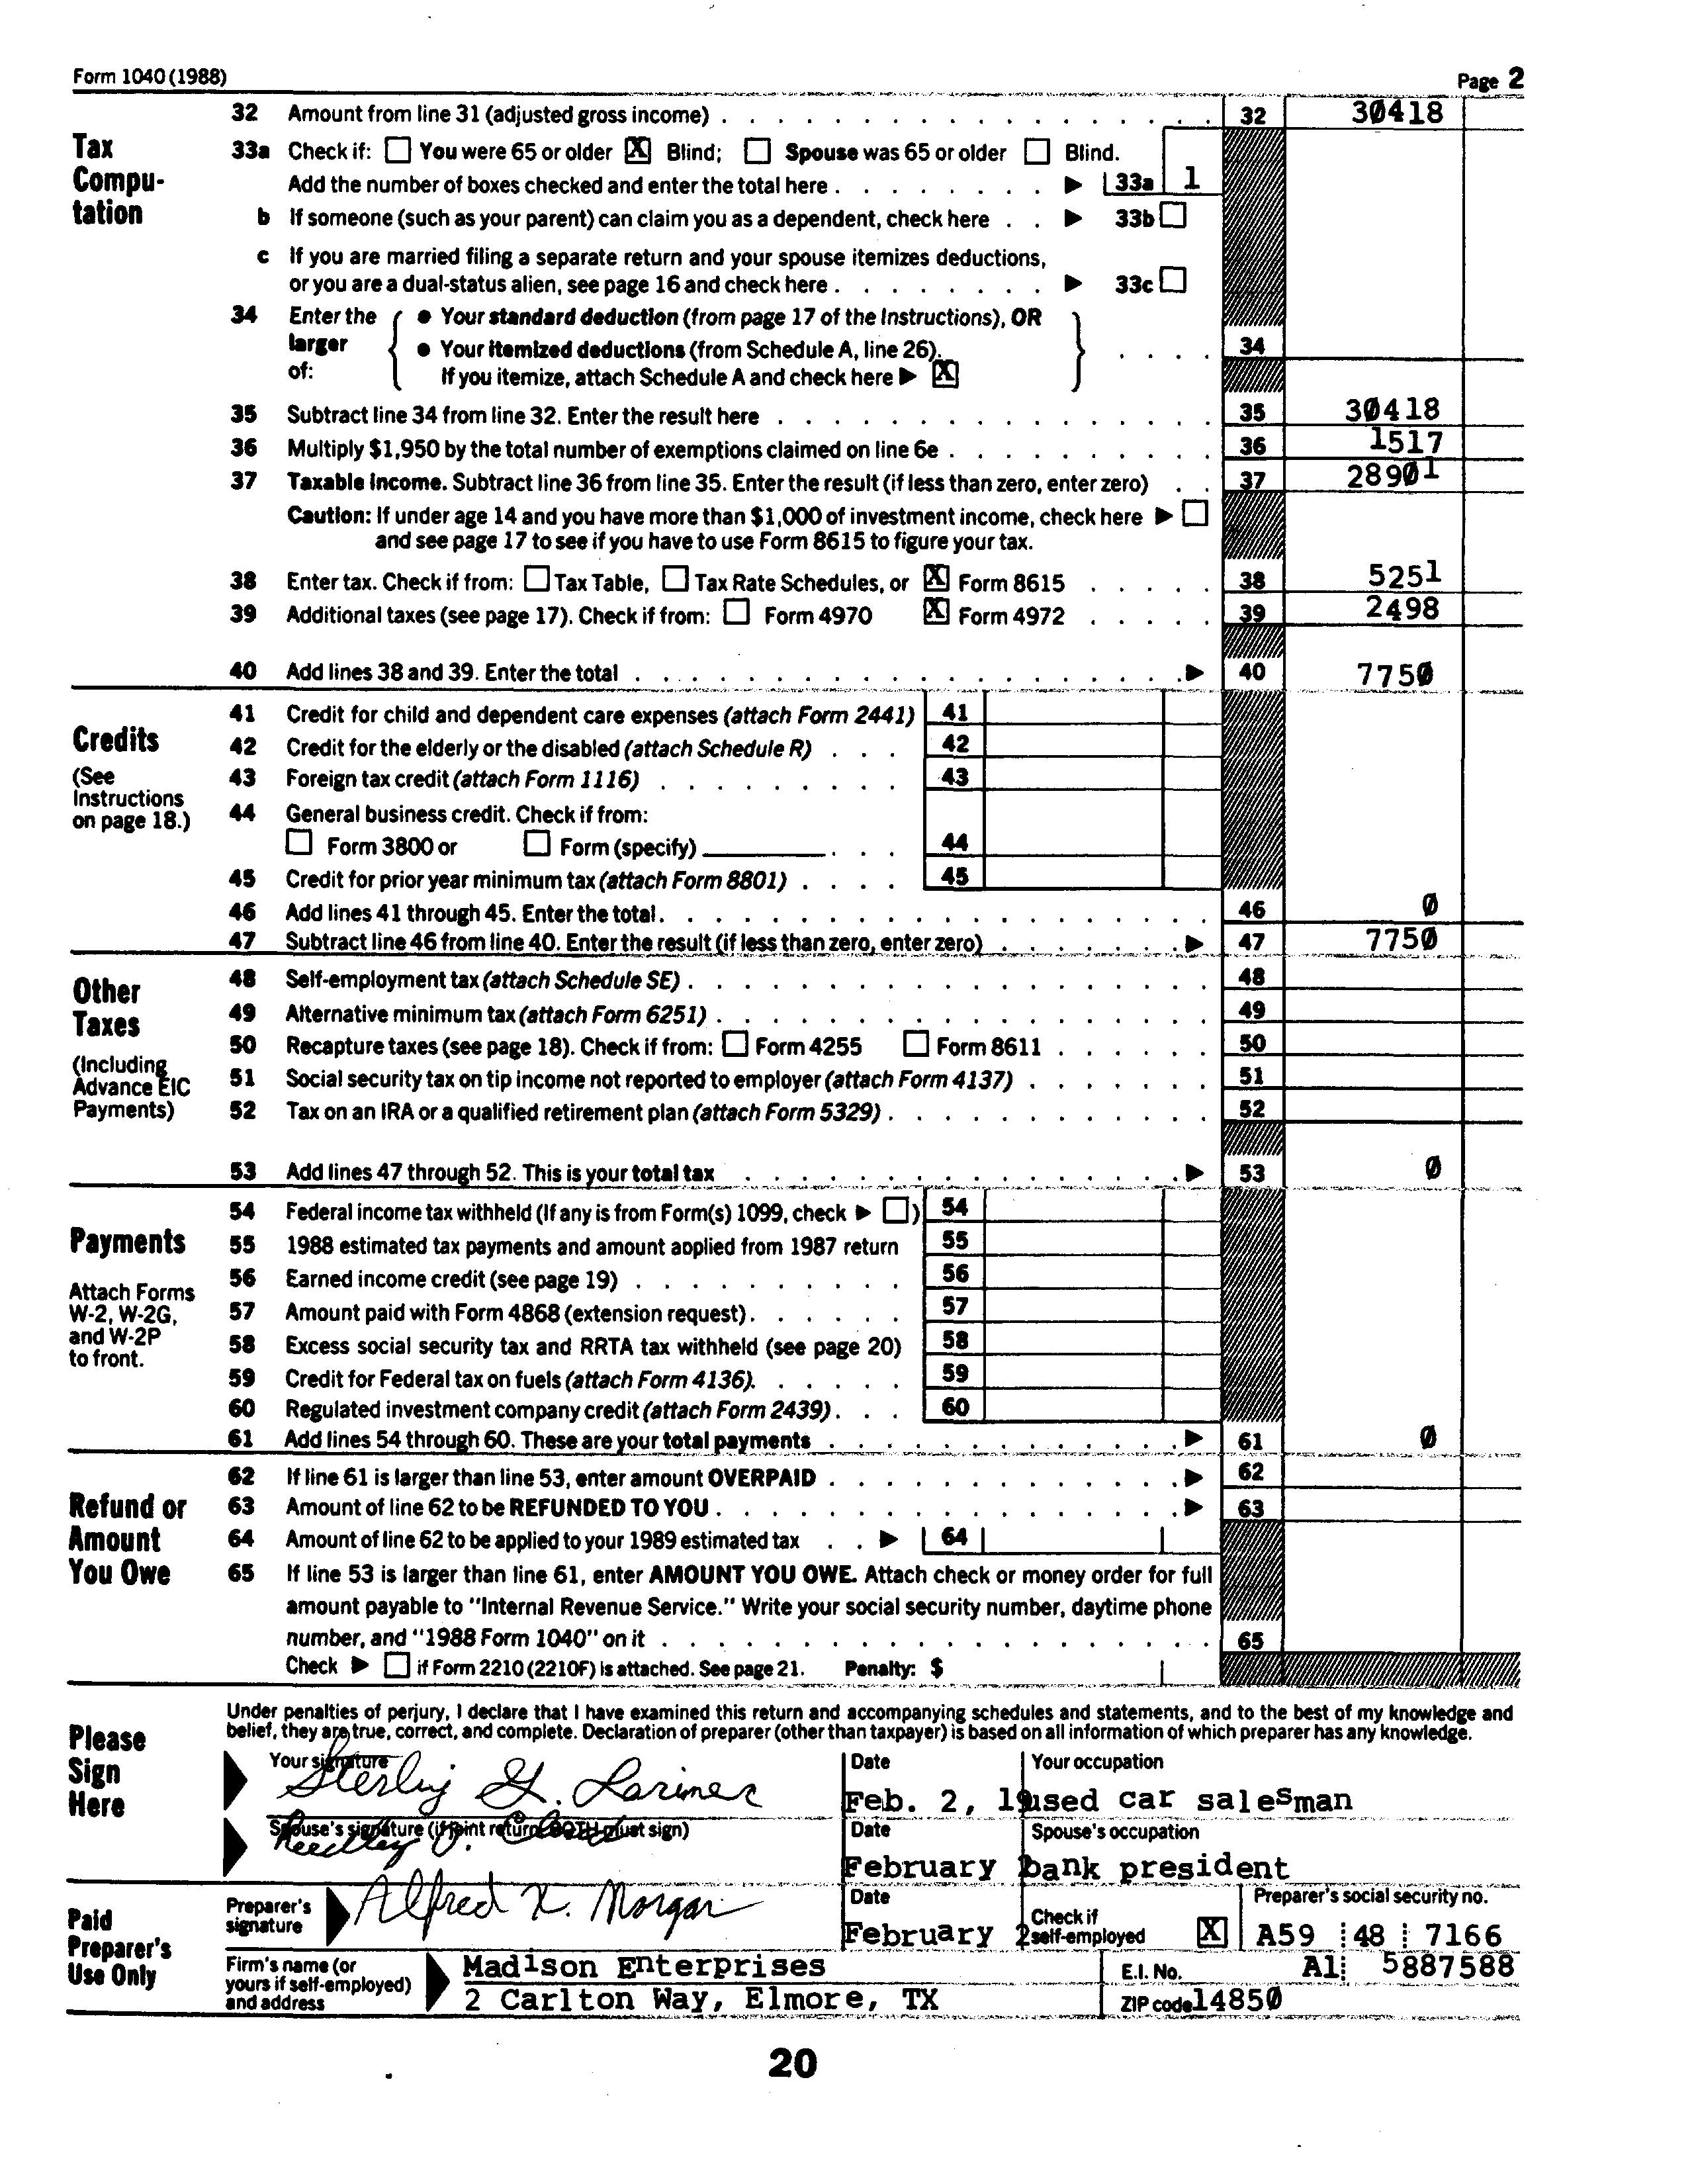 Form 1040 (1988) Page 2
Tax Computation
32 Amount from line 31 (adjusted gross income) . . . 32 30418
33a Check if: ☐ You were 65 or older ☒ Blind; ☐ Spouse was 65 or older ☐ Blind.
Add the number of boxes checked and enter the total here . . . ▶ 33a 1
b If someone (such as your parent) can claim you as a dependent, check here . . ▶ 33b ☐
c If you are married filing a separate return and your spouse itemizes deductions,
or you are a dual-status alien, see page 16 and check here . . . ▶ 33c ☐
34 Enter the larger of: { ● Your standard deduction (from page 17 of the Instructions), OR
● Your itemized deductions (from Schedule A, line 26). } . . . . 34
If you itemize, attach Schedule A and check here ▶ ☒
35 Subtract line 34 from line 32. Enter the result here . . . 35 30418
36 Multiply $1,950 by the total number of exemptions claimed on line 6e . . . 36 1517
37 Taxable income. Subtract line 36 from line 35. Enter the result (if less than zero, enter zero) . . 37 28901
Caution: If under age 14 and you have more than $1,000 of investment income, check here ▶ ☐
and see page 17 to see if you have to use Form 8615 to figure your tax.
38 Enter tax. Check if from: ☐ Tax Table, ☐ Tax Rate Schedules, or ☒ Form 8615 . . . 38 5251
39 Additional taxes (see page 17). Check if from: ☐ Form 4970 ☒ Form 4972 . . . 39 2498
40 Add lines 38 and 39. Enter the total . . . ▶ 40 7750
Credits
(See Instructions on page 18.)
41 Credit for child and dependent care expenses (attach Form 2441) 41
42 Credit for the elderly or the disabled (attach Schedule R) . . . 42
43 Foreign tax credit (attach Form 1116) . . . 43
44 General business credit. Check if from:
☐ Form 3800 or ☐ Form (specify) ________ . . . 44
45 Credit for prior year minimum tax (attach Form 8801) . . . . 45
46 Add lines 41 through 45. Enter the total . . . 46 0
47 Subtract line 46 from line 40. Enter the result (if less than zero, enter zero) . . . ▶ 47 7750
Other Taxes
(Including Advance EIC Payments)
48 Self-employment tax (attach Schedule SE) . . . 48
49 Alternative minimum tax (attach Form 6251) . . . 49
50 Recapture taxes (see page 18). Check if from: ☐ Form 4255 ☐ Form 8611 . . . 50
51 Social security tax on tip income not reported to employer (attach Form 4137) . . . 51
52 Tax on an IRA or a qualified retirement plan (attach Form 5329) . . . 52
53 Add lines 47 through 52. This is your total tax . . . ▶ 53 0
Payments
Attach Forms W-2, W-2G, and W-2P to front.
54 Federal income tax withheld (If any is from Form(s) 1099, check ▶ ☐) 54
55 1988 estimated tax payments and amount applied from 1987 return 55
56 Earned income credit (see page 19) . . . 56
57 Amount paid with Form 4868 (extension request) . . . 57
58 Excess social security tax and RRTA tax withheld (see page 20) 58
59 Credit for Federal tax on fuels (attach Form 4136). . . . 59
60 Regulated investment company credit (attach Form 2439) . . . 60
61 Add lines 54 through 60. These are your total payments . . . ▶ 61 0
Refund or Amount You Owe
62 If line 61 is larger than line 53, enter amount OVERPAID . . . ▶ 62
63 Amount of line 62 to be REFUNDED TO YOU . . . ▶ 63
64 Amount of line 62 to be applied to your 1989 estimated tax . . ▶ 64
65 If line 53 is larger than line 61, enter AMOUNT YOU OWE. Attach check or money order for full
amount payable to "Internal Revenue Service." Write your social security number, daytime phone
number, and "1988 Form 1040" on it . . . 65
Check ▶ ☐ if Form 2210 (2210F) is attached. See page 21. Penalty: $
Please Sign Here
Under penalties of perjury, I declare that I have examined this return and accompanying schedules and statements, and to the best of my knowledge and
belief, they are true, correct, and complete. Declaration of preparer (other than taxpayer) is based on all information of which preparer has any knowledge.
Your signature Date Your occupation
Sterling G. Larimer Feb. 2, 19 used car salesman
Spouse's signature (if joint return BOTH must sign) Date Spouse's occupation
February bank president
Paid Preparer's Use Only
Preparer's signature Alfred X. Morgan Date February 2 Check if self-employed ☒ Preparer's social security no. A59 48 7166
Firm's name (or yours if self-employed) and address Madison Enterprises E.I. No. A1 5887588
2 Carlton Way, Elmore, TX ZIP code 14850
20